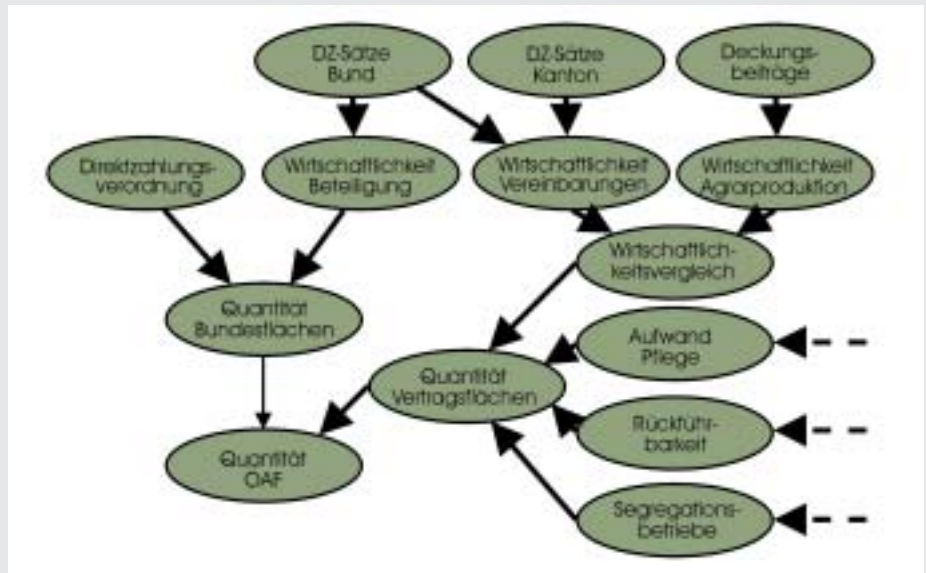 DZ-Sätze
Bund
DZ-Sätze
Kanton
Deckungs-
beiträge
Direktzahlungs-
verordnung
Wirtschaftlichkeit
Beteiligung
Wirtschaftlichkeit
Vereinbarungen
Wirtschaftlichkeit
Agrarproduktion
Wirtschaftlich-
keitsvergleich
Quantität
Bundesflächen
Aufwand
Pflege
Quantität
Vertragsflächen
Rückführ-
barkeit
Quantität
OAF
Segregations-
betriebe